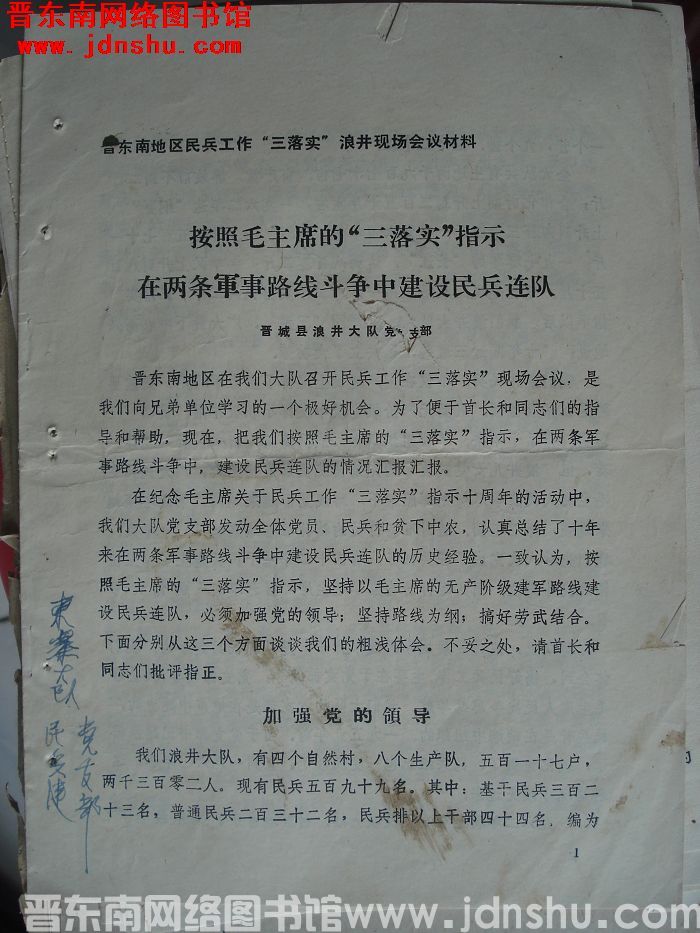 晋东南网络图书馆
www.jdnshu.com
晋东南地区民兵工作“三落实”浪井现场会议材料
按照毛主席的“三落实”指示
在两条軍事路线斗争中建设民兵连队
晋城县浪井大队党支部
晋东南地区在我们大队召开民兵工作“三落实”现场会议，是
我们向兄弟单位学习的一个极好机会。为了便于首长和同志们的指
导和帮助，现在，把我们按照毛主席的“三落实”指示，在两条军
事路线斗争中，建设民兵连队的情况汇报汇报。
在纪念毛主席关于民兵工作“三落实”指示十周年的活动中，
我们大队党支部发动全体党员、民兵和贫下中农，认真总结了十年
来在两条军事路线斗争中建设民兵连队的历史经验。一致认为，按
照毛主席的“三落实”指示，坚持以毛主席的无产阶级建军路线建
设民兵连队，必须加强党的领导；坚持路线为纲；搞好劳武结合。
下面分别从这三个方面谈谈我们的粗浅体会。不妥之处，请首长和
同志们批评指正。
加强党的領导
我们浪井大队，有四个自然村，八个生产队，五百一十七户，
两千三百零二人。现有民兵五百九十九名。其中：基干民兵三百二
十三名，普通民兵二百三十二名，民兵排以上干部四十四名，编为
1
大队
党支部
民兵连
晋东南网络图书馆www.jdnshu.com